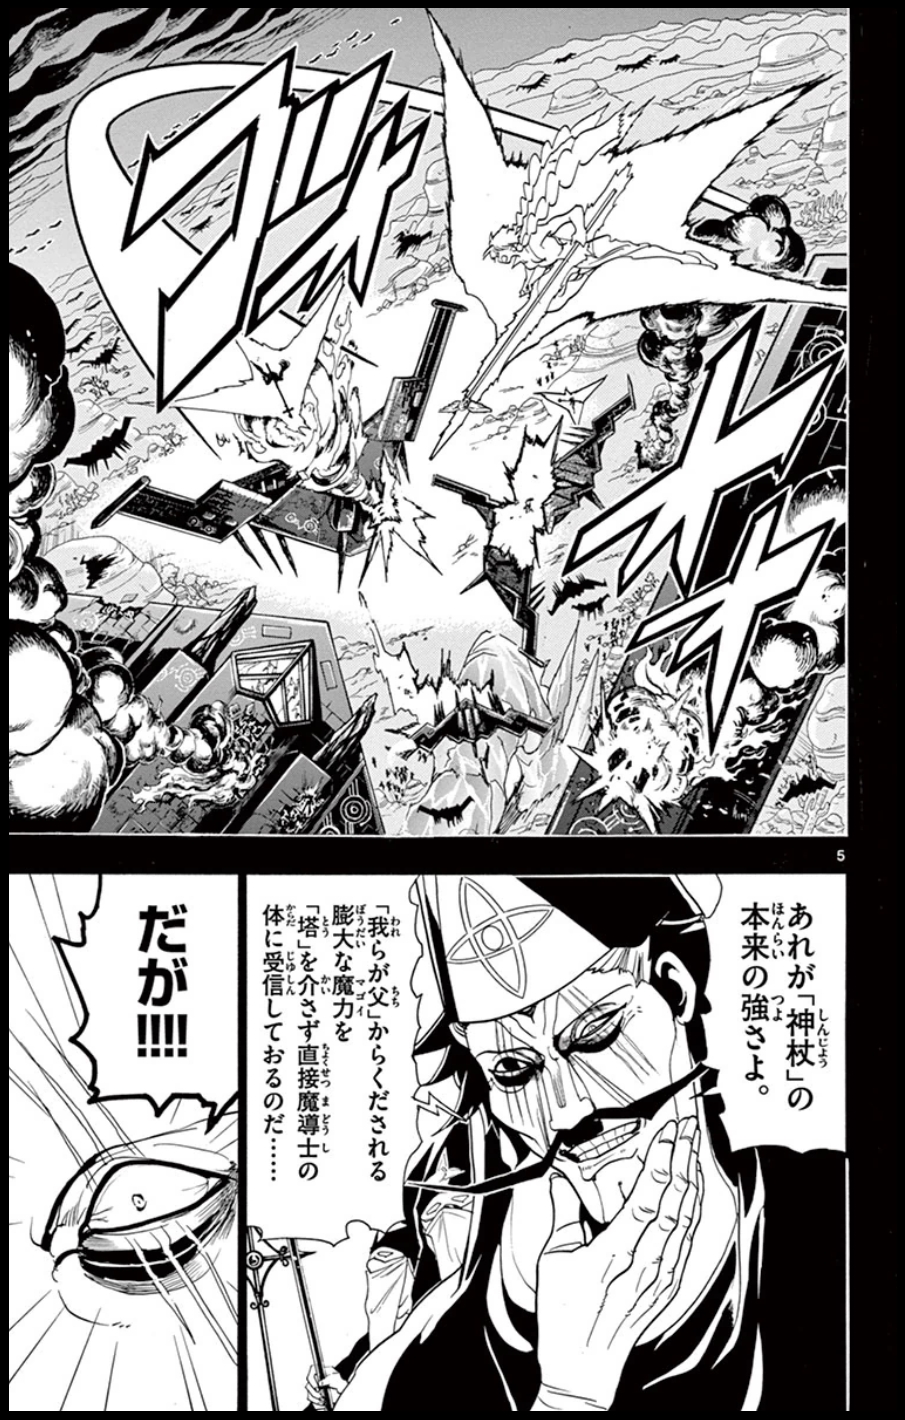 オオ
5
あれが「神杖」の
本来の強さよ。
「我らが父」からくだされる
膨大な魔力を
「塔」を介さず直接魔導士の
体に受信しておるのだ……
だが!!!!